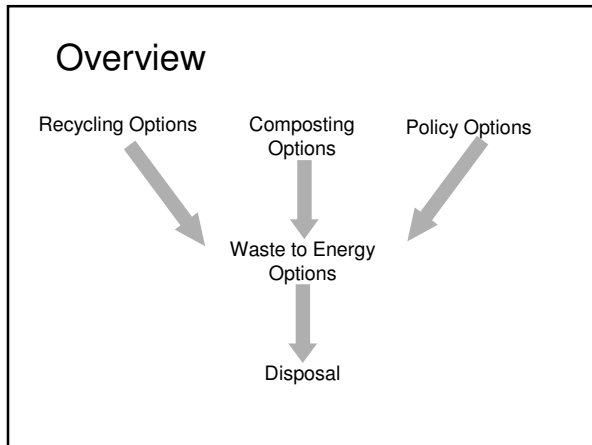 Overview
Recycling Options
Composting
Options
Policy Options
Waste to Energy
Options
Disposal